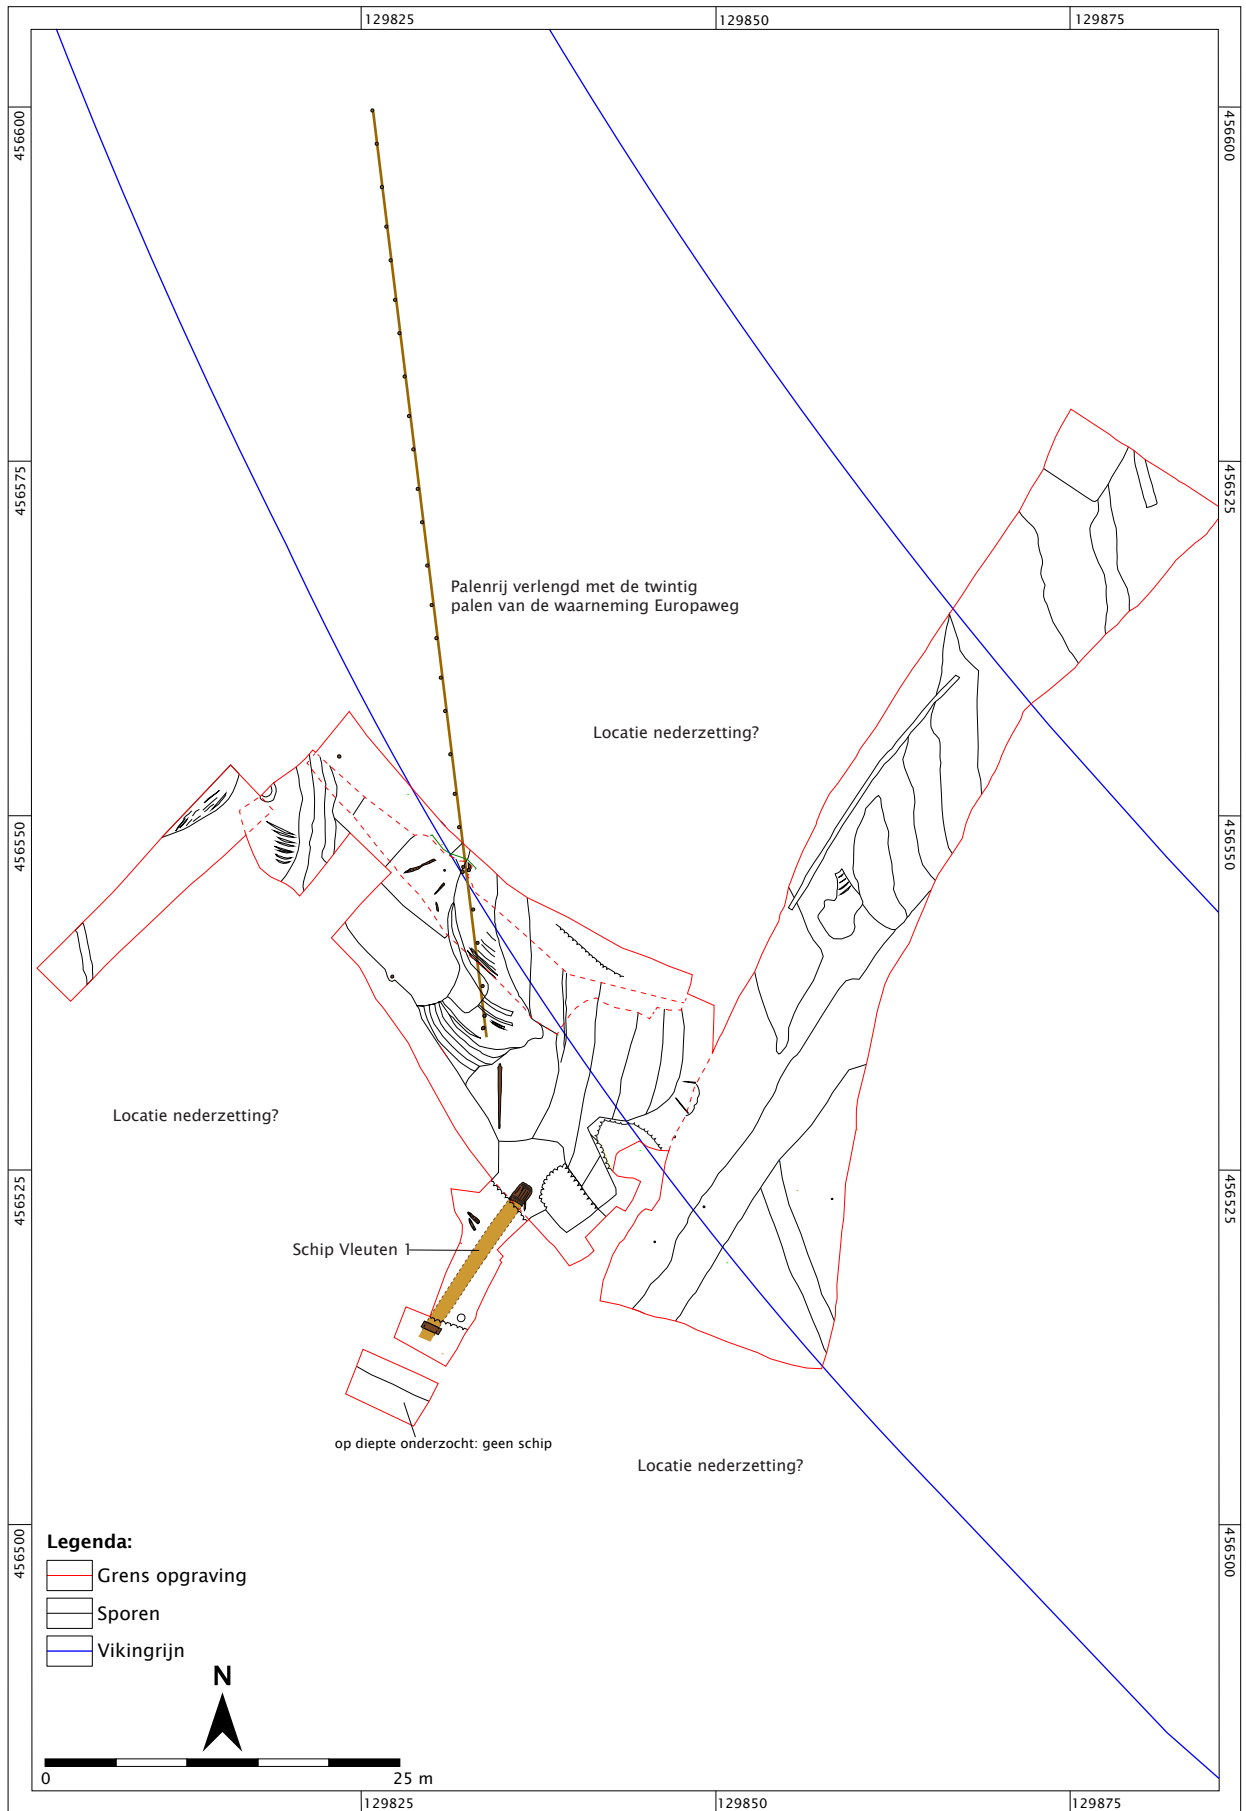 129825
129850
129875
456600
456600
456575
456525
Palenrij verlengd met de twintig
palen van de waarneming Europaweg
Locatie nederzetting?
456550
456550
Locatie nederzetting?
456525
456525
Schip Vleuten 1
op diepte onderzocht: geen schip
Locatie nederzetting?
456500
456500
Legenda:
Grens opgraving
Sporen
Vikingrijn
N
0
25 m
129825
129850
129875